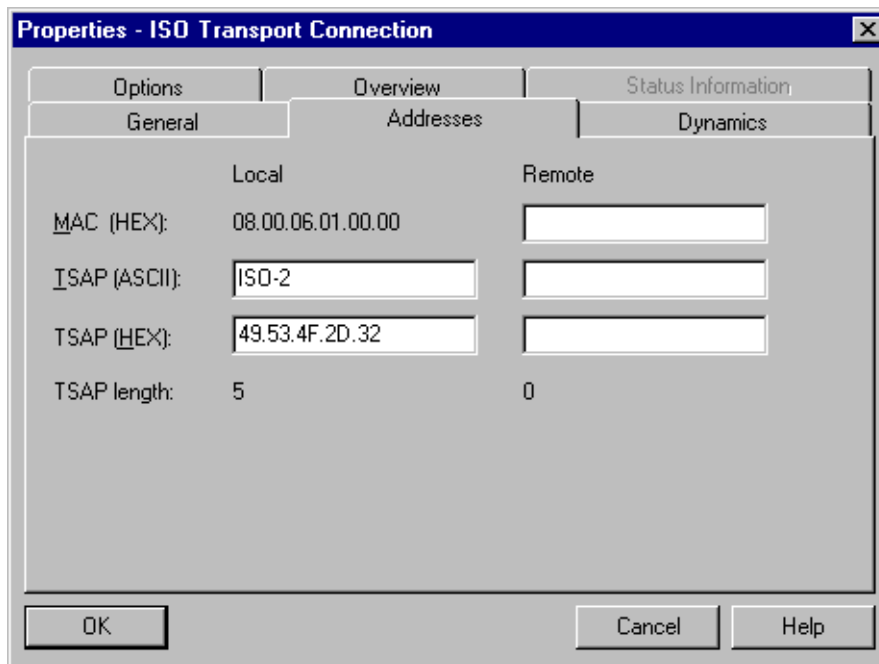 Properties - ISO Transport Connection
Options Overview Status Information
General Addresses Dynamics
Local Remote
MAC (HEX): 08.00.06.01.00.00
TSAP (ASCII): ISO-2
TSAP (HEX): 49.53.4F.2D.32
TSAP length: 5 0
OK Cancel Help